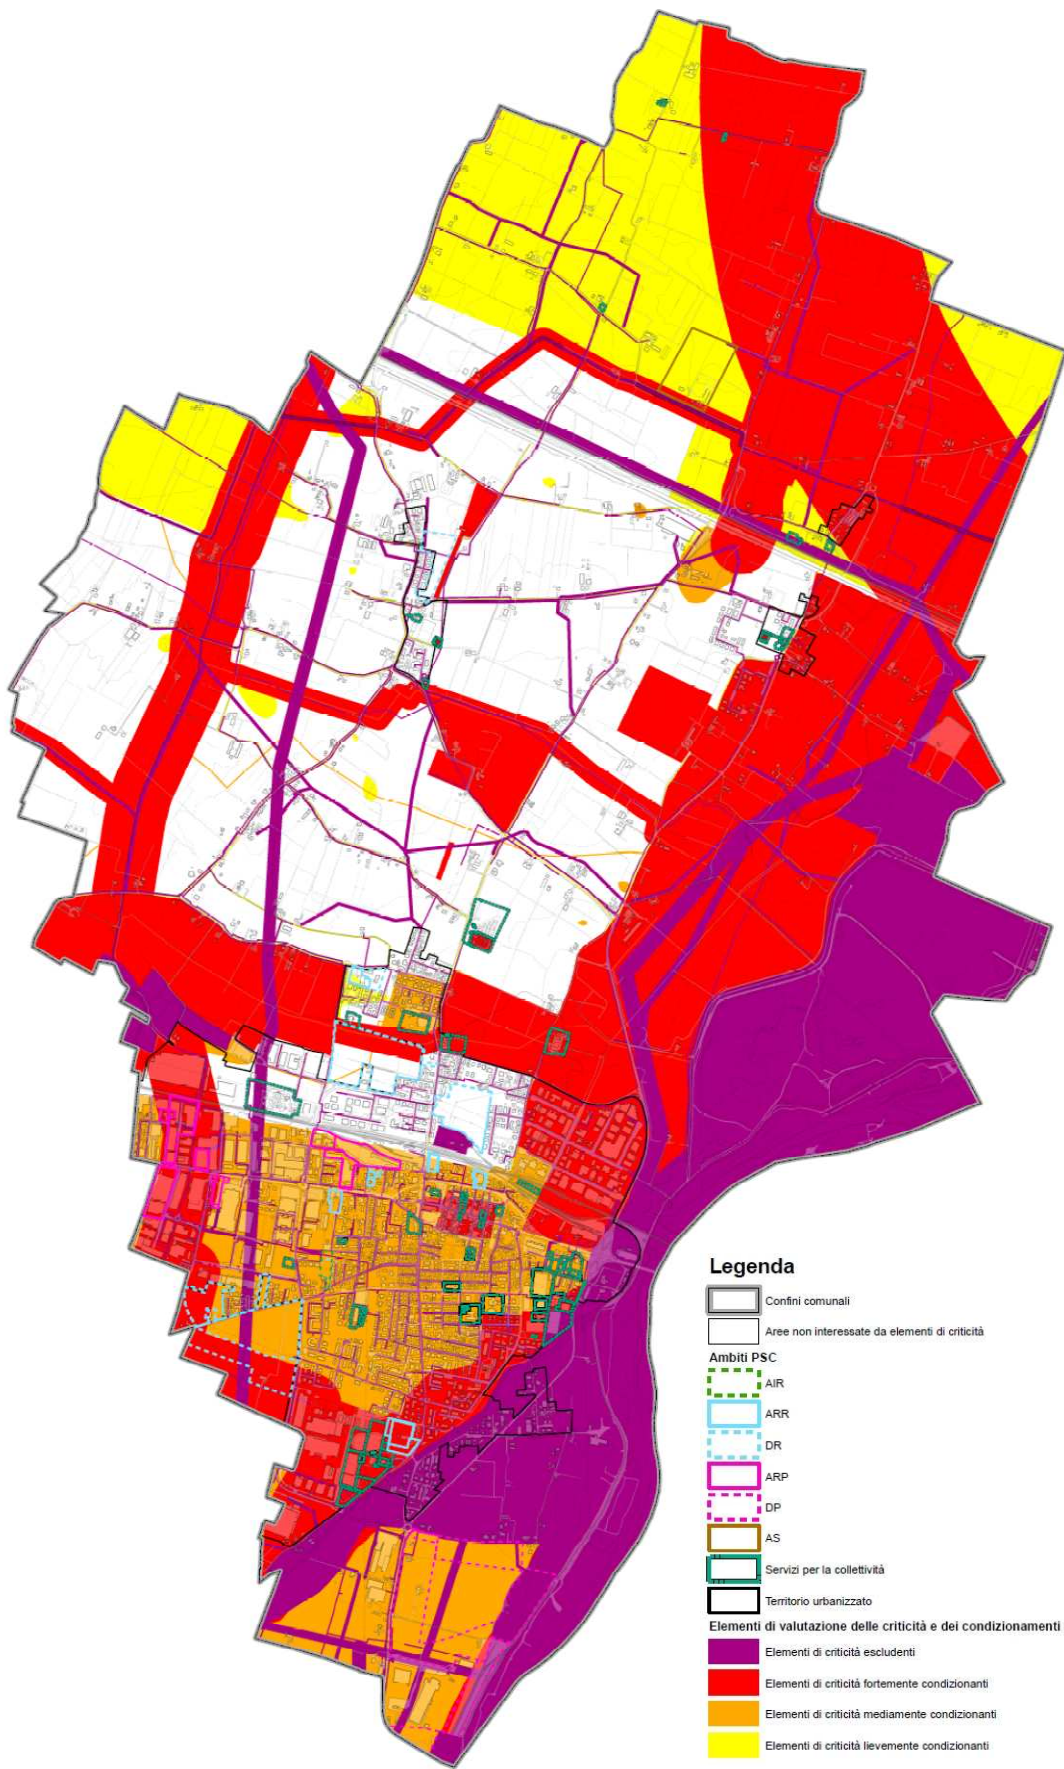 Legenda
Confini comunali
Aree non interessate da elementi di criticità
Ambiti PSC
AIR
ARR
DR
ARP
DP
AS
Servizi per la collettività
Territorio urbanizzato
Elementi di valutazione delle criticità e dei condizionamenti
Elementi di criticità escludenti
Elementi di criticità fortemente condizionanti
Elementi di criticità mediamente condizionanti
Elementi di criticità lievemente condizionanti